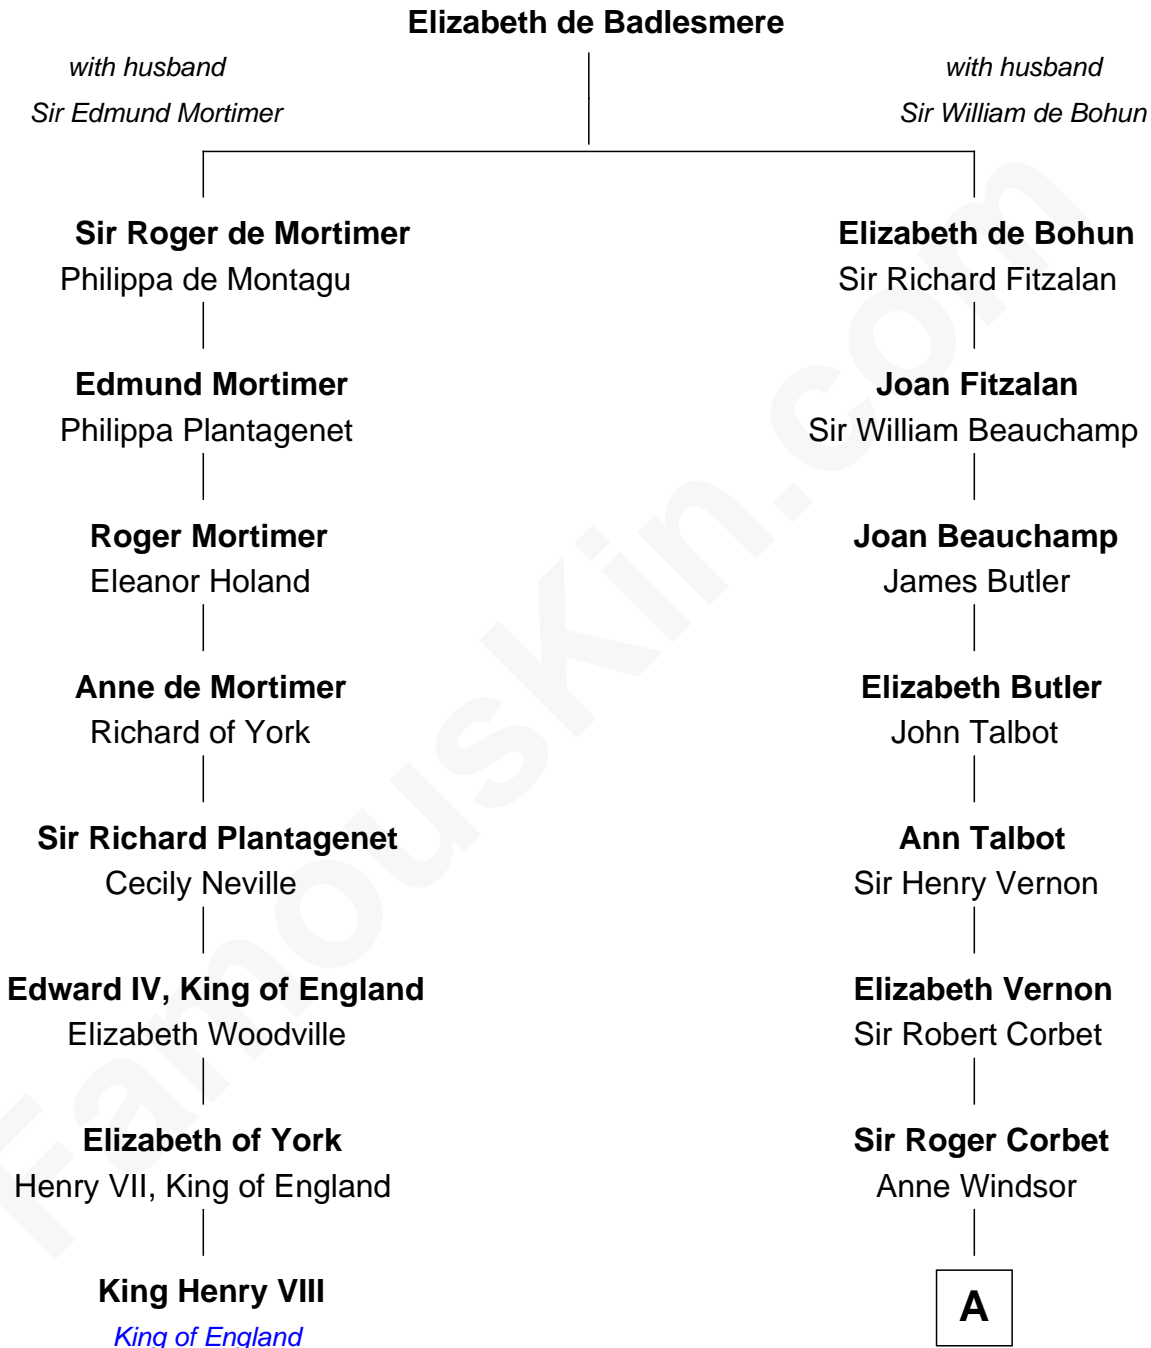 Elizabeth de Badlesmere
with husband
Sir Edmund Mortimer
with husband
Sir William de Bohun
Sir Roger de Mortimer
Philippa de Montagu
Elizabeth de Bohun
Sir Richard Fitzalan
Edmund Mortimer
Philippa Plantagenet
Joan Fitzalan
Sir William Beauchamp
Roger Mortimer
Eleanor Holand
Joan Beauchamp
James Butler
Anne de Mortimer
Richard of York
Elizabeth Butler
John Talbot
Sir Richard Plantagenet
Cecily Neville
Ann Talbot
Sir Henry Vernon
Edward IV, King of England
Elizabeth Woodville
Elizabeth Vernon
Sir Robert Corbet
Elizabeth of York
Henry VII, King of England
Sir Roger Corbet
Anne Windsor
King Henry VIII
King of England
A
FamousKin.com